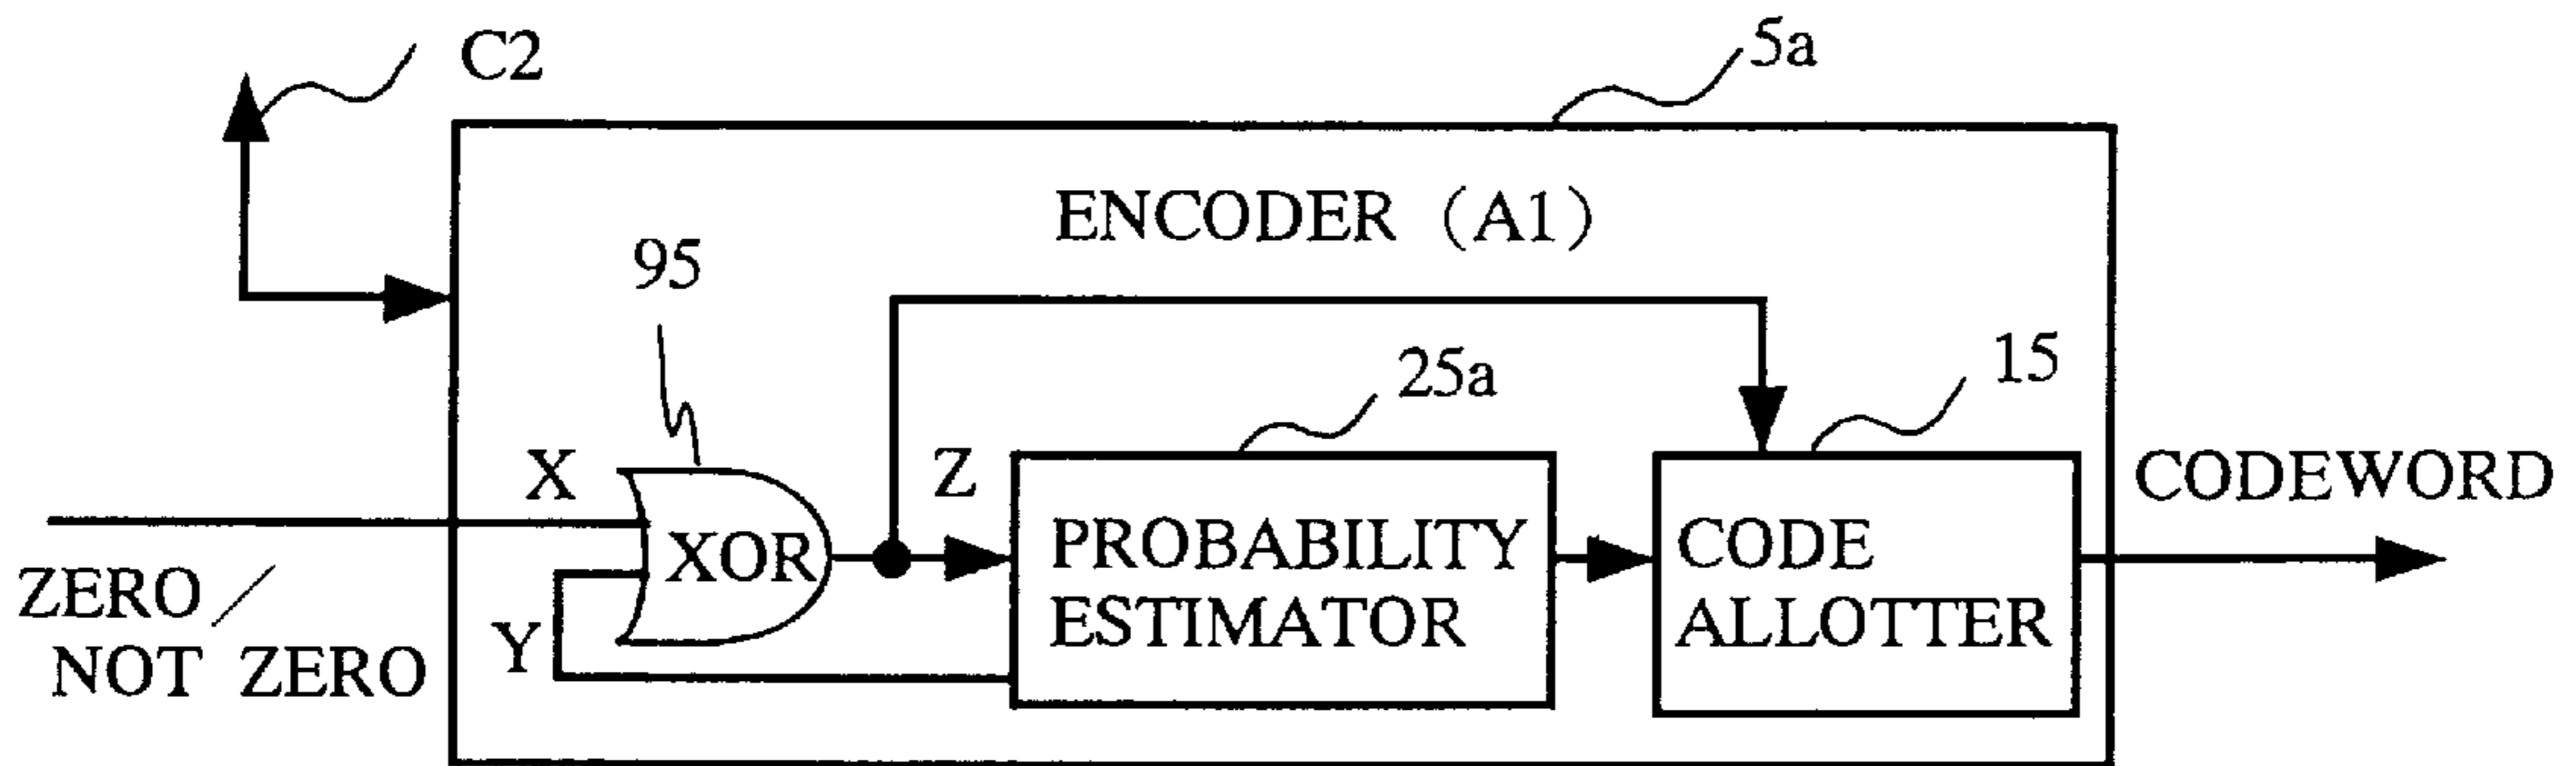 C2
5a
ENCODER (A1)
95
25a
15
X
Z
CODEWORD
XOR
PROBABILITY
ESTIMATOR
CODE
ALLOTTER
ZERO /
NOT ZERO
Y